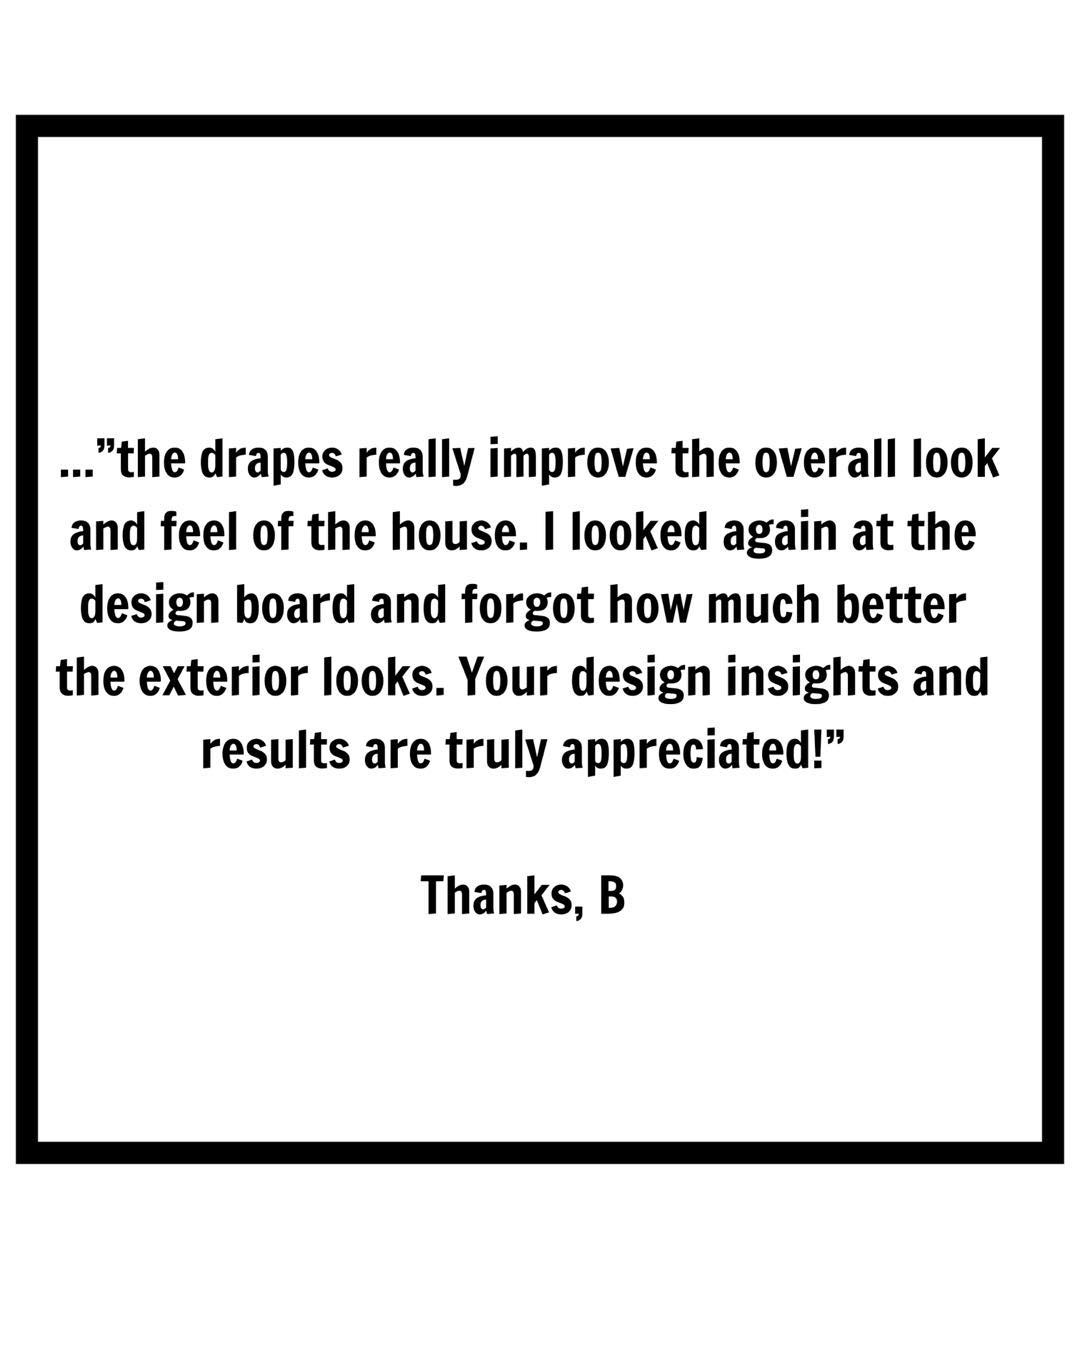 ...”the drapes really improve the overall look
and feel of the house. I looked again at the
design board and forgot how much better
the exterior looks. Your design insights and
results are truly appreciated!”
Thanks, B